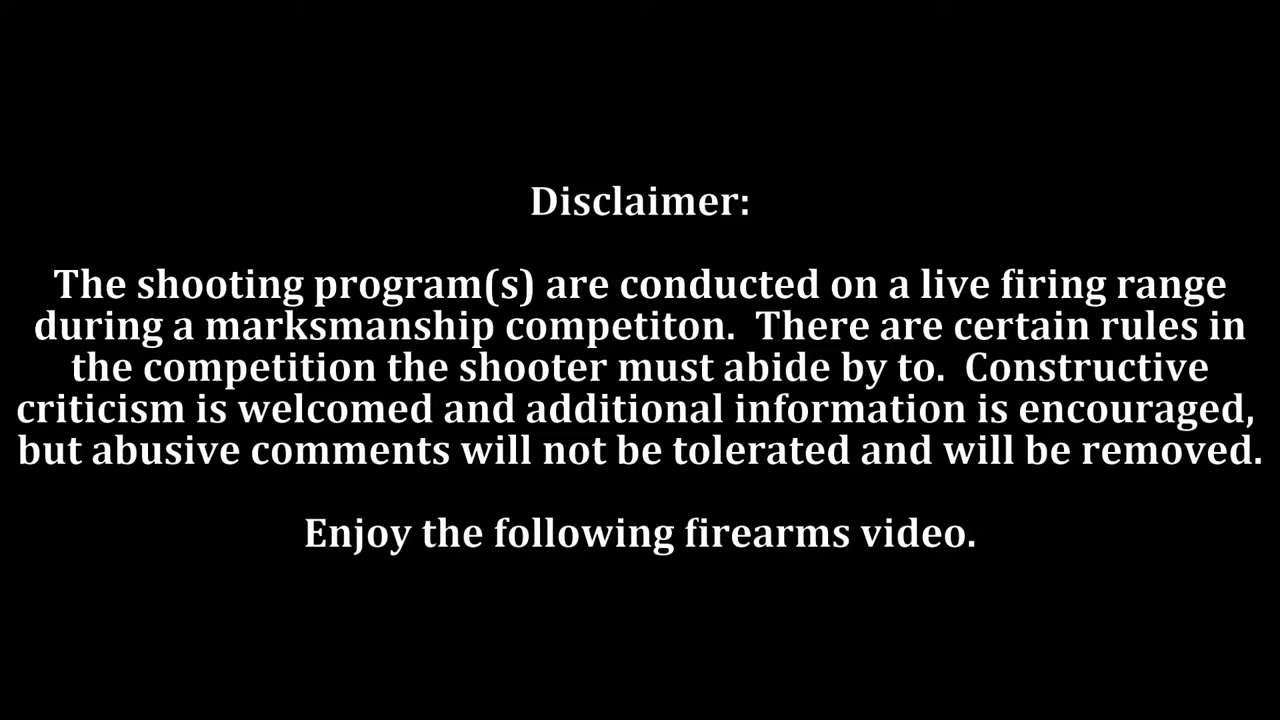 Disclaimer:
The shooting program(s) are conducted on a live firing range
during a marksmanship competiton.  There are certain rules in
the competition the shooter must abide by to.  Constructive
criticism is welcomed and additional information is encouraged,
but abusive comments will not be tolerated and will be removed.
Enjoy the following firearms video.